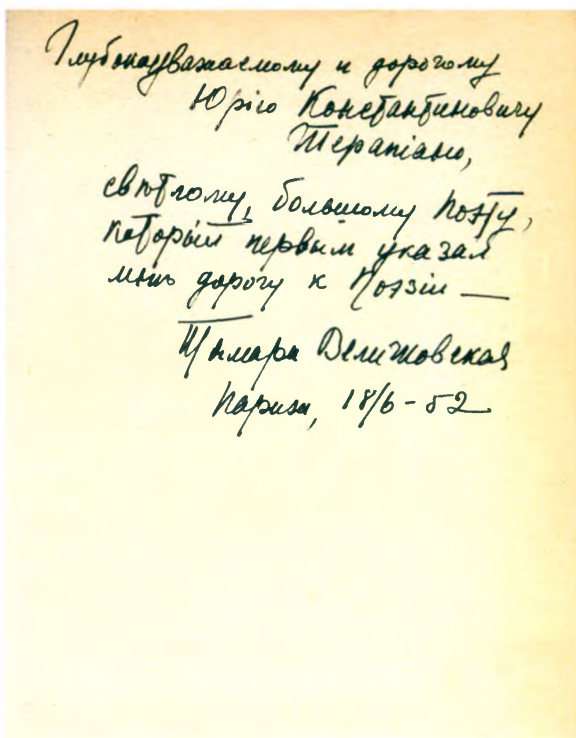 Глубокоуважаемому и дорогому
Юрію Константиновичу
Терапіано,
свѣтлому, большому Поэту,
который первым указал
мнѣ дорогу к Поэзіи —
Тамара Величковская
Париж, 18/6 - 52